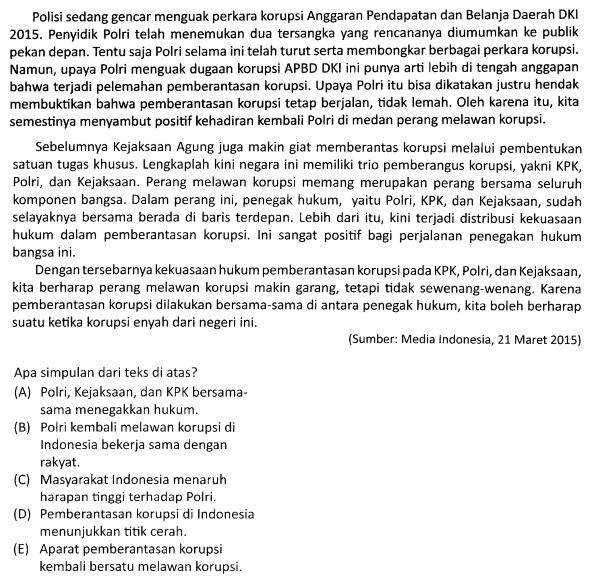 Polisi sedang gencar menguak perkara korupsi Anggaran Pendapatan dan Belanja Daerah DKI
2015. Penyidik Polri telah menemukan dua tersangka yang rencananya diumumkan ke publik
pekan depan. Tentu saja Polri selama ini telah turut serta membongkar berbagai perkara korupsi.
Namun, upaya Polri menguak dugaan korupsi APBD DKI ini punya arti lebih di tengah anggapan
bahwa terjadi pelemahan pemberantasan korupsi. Upaya Polri itu bisa dikatakan justru hendak
membuktikan bahwa pemberantasan korupsi tetap berjalan, tidak lemah. Oleh karena itu, kita
semestinya menyambut positif kehadiran kembali Polri di medan perang melawan korupsi.
Sebelumnya Kejaksaan Agung juga makin giat memberantas korupsi melalui pembentukan
satuan tugas khusus. Lengkaplah kini negara ini memiliki trio pemberangus korupsi, yakni KPK,
Polri, dan Kejaksaan. Perang melawan korupsi memang merupakan perang bersama seluruh
komponen bangsa. Dalam perang ini, penegak hukum, yaitu Polri, KPK, dan Kejaksaan, sudah
selayaknya bersama berada di baris terdepan. Lebih dari itu, kini terjadi distribusi kekuasaan
hukum dalam pemberantasan korupsi. Ini sangat positif bagi perjalanan penegakan hukum
bangsa ini.
Dengan tersebarnya kekuasaan hukum pemberantasan korupsi pada KPK, Polri, dan Kejaksaan,
kita berharap perang melawan korupsi makin garang, tetapi tidak sewenang-wenang. Karena
pemberantasan korupsi dilakukan bersama-sama di antara penegak hukum, kita boleh berharap
suatu ketika korupsi enyah dari negeri ini.
(Sumber: Media Indonesia, 21 Maret 2015)
Apa simpulan dari teks di atas?
(A) Polri, Kejaksaan, dan KPK bersama-
sama menegakkan hukum.
(B) Polri kembali melawan korupsi di
Indonesia bekerja sama dengan
rakyat.
(C) Masyarakat Indonesia menaruh
harapan tinggi terhadap Polri.
(D) Pemberantasan korupsi di Indonesia
menunjukkan titik cerah.
(E) Aparat pemberantasan korupsi
kembali bersatu melawan korupsi.